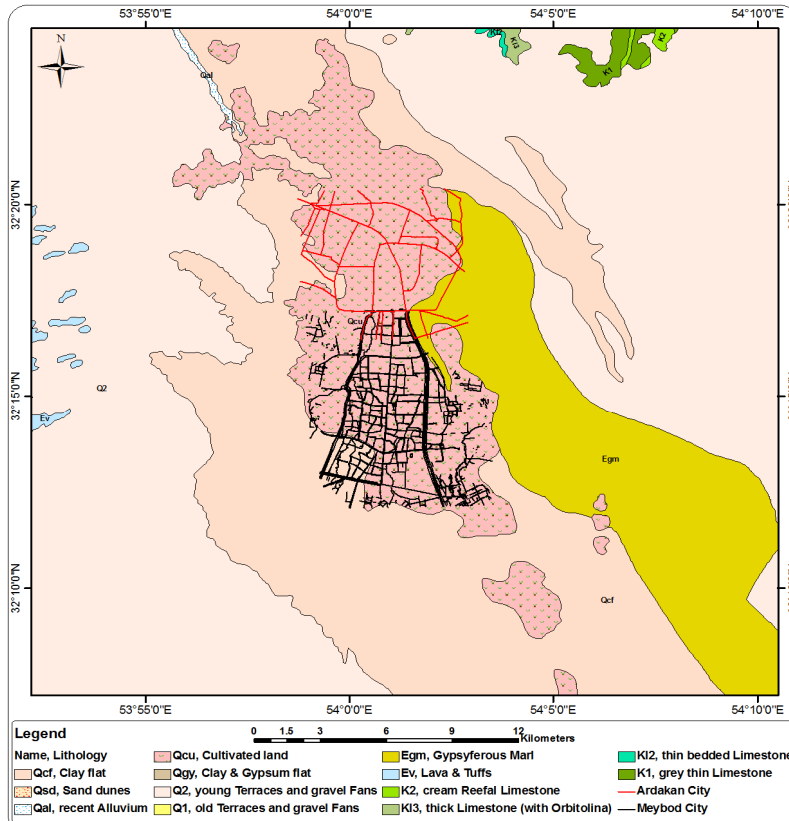 53°55'0"E 54°0'0"E 54°5'0"E 54°10'0"E
N
Kl2
Kl3
K1
K2
Qal
32°20'0"N
Qcu
32°15'0"N
Q2
Ev
Egm
32°10'0"N
Qcf
53°55'0"E 54°0'0"E 54°5'0"E 54°10'0"E
Legend
0 1.5 3 6 9 12
Kilometers
Name, Lithology
Qcu, Cultivated land
Egm, Gypsyferous Marl
Kl2, thin bedded Limestone
Qcf, Clay flat
Qgy, Clay & Gypsum flat
Ev, Lava & Tuffs
K1, grey thin Limestone
Qsd, Sand dunes
Q2, young Terraces and gravel Fans
K2, cream Reefal Limestone
Ardakan City
Qal, recent Alluvium
Q1, old Terraces and gravel Fans
Kl3, thick Limestone (with Orbitolina)
Meybod City